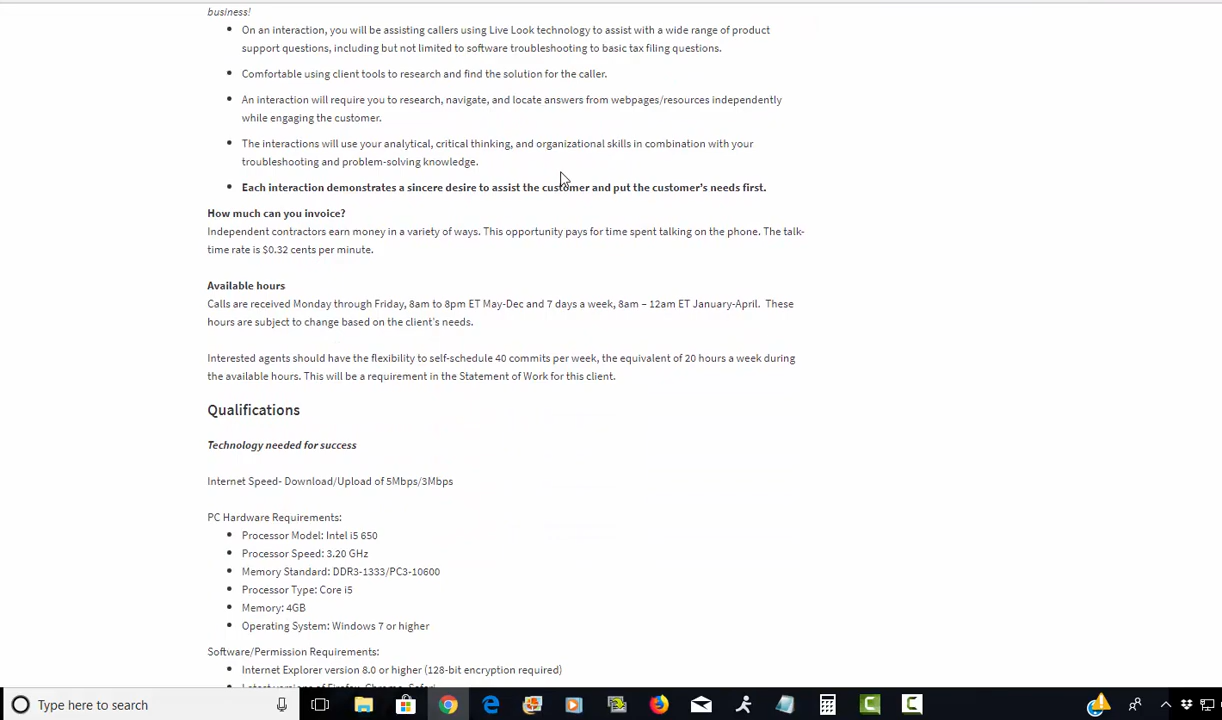 business!
• On an interaction, you will be assisting callers using Live Look technology to assist with a wide range of product
support questions, including but not limited to software troubleshooting to basic tax filing questions.
• Comfortable using client tools to research and find the solution for the caller.
• An interaction will require you to research, navigate, and locate answers from webpages/resources independently
while engaging the customer.
• The interactions will use your analytical, critical thinking, and organizational skills in combination with your
troubleshooting and problem-solving knowledge.
• Each interaction demonstrates a sincere desire to assist the customer and put the customer's needs first.
How much can you invoice?
Independent contractors earn money in a variety of ways. This opportunity pays for time spent talking on the phone. The talk-
time rate is $0.32 cents per minute.
Available hours
Calls are received Monday through Friday, 8am to 8pm ET May-Dec and 7 days a week, 8am – 12am ET January-April. These
hours are subject to change based on the client's needs.
Interested agents should have the flexibility to self-schedule 40 commits per week, the equivalent of 20 hours a week during
the available hours. This will be a requirement in the Statement of Work for this client.
Qualifications
Technology needed for success
Internet Speed- Download/Upload of 5Mbps/3Mbps
PC Hardware Requirements:
• Processor Model: Intel i5 650
• Processor Speed: 3.20 GHz
• Memory Standard: DDR3-1333/PC3-10600
• Processor Type: Core i5
• Memory: 4GB
• Operating System: Windows 7 or higher
Software/Permission Requirements:
• Internet Explorer version 8.0 or higher (128-bit encryption required)
• Latest versions of Firefox, Chrome, Safari
Type here to search